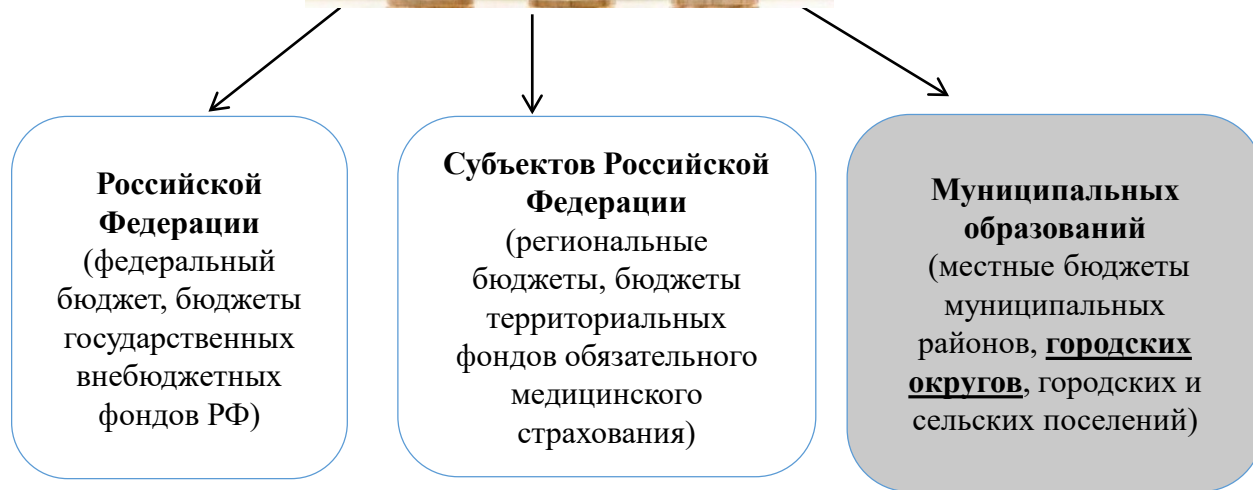 Российской
Федерации
(федеральный
бюджет, бюджеты
государственных
внебюджетных
фондов РФ)
Субъектов Российской
Федерации
(региональные
бюджеты, бюджеты
территориальных
фондов обязательного
медицинского
страхования)
Муниципальных
образований
(местные бюджеты
муниципальных
районов, городских
округов, городских и
сельских поселений)